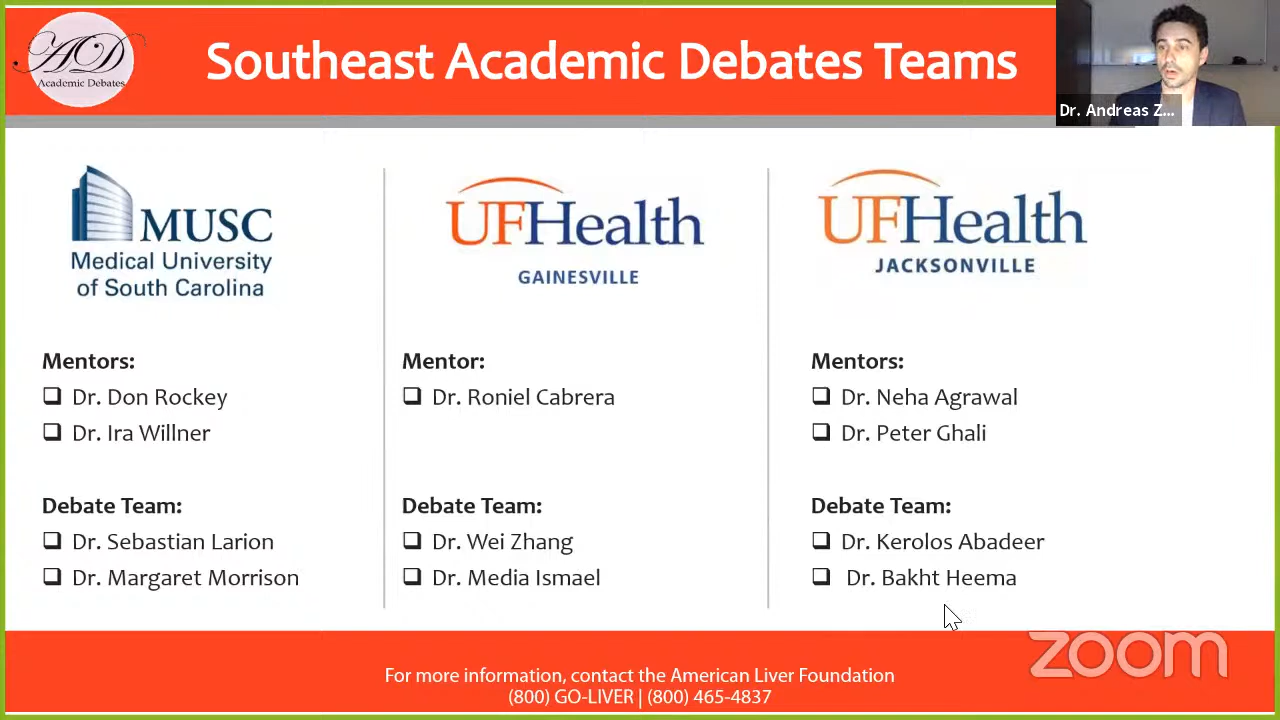 AD
Academic Debates
Southeast Academic Debates Teams
Dr. Andreas Z...
MUSC
Medical University
of South Carolina
Mentors:
Dr. Don Rockey
Dr. Ira Willner
Debate Team:
Dr. Sebastian Larion
Dr. Margaret Morrison
UFHealth
GAINESVILLE
Mentor:
Dr. Roniel Cabrera
Debate Team:
Dr. Wei Zhang
Dr. Media Ismael
UFHealth
JACKSONVILLE
Mentors:
Dr. Neha Agrawal
Dr. Peter Ghali
Debate Team:
Dr. Kerolos Abadeer
Dr. Bakht Heema
For more information, contact the American Liver Foundation
(800) GO-LIVER | (800) 465-4837
zoom